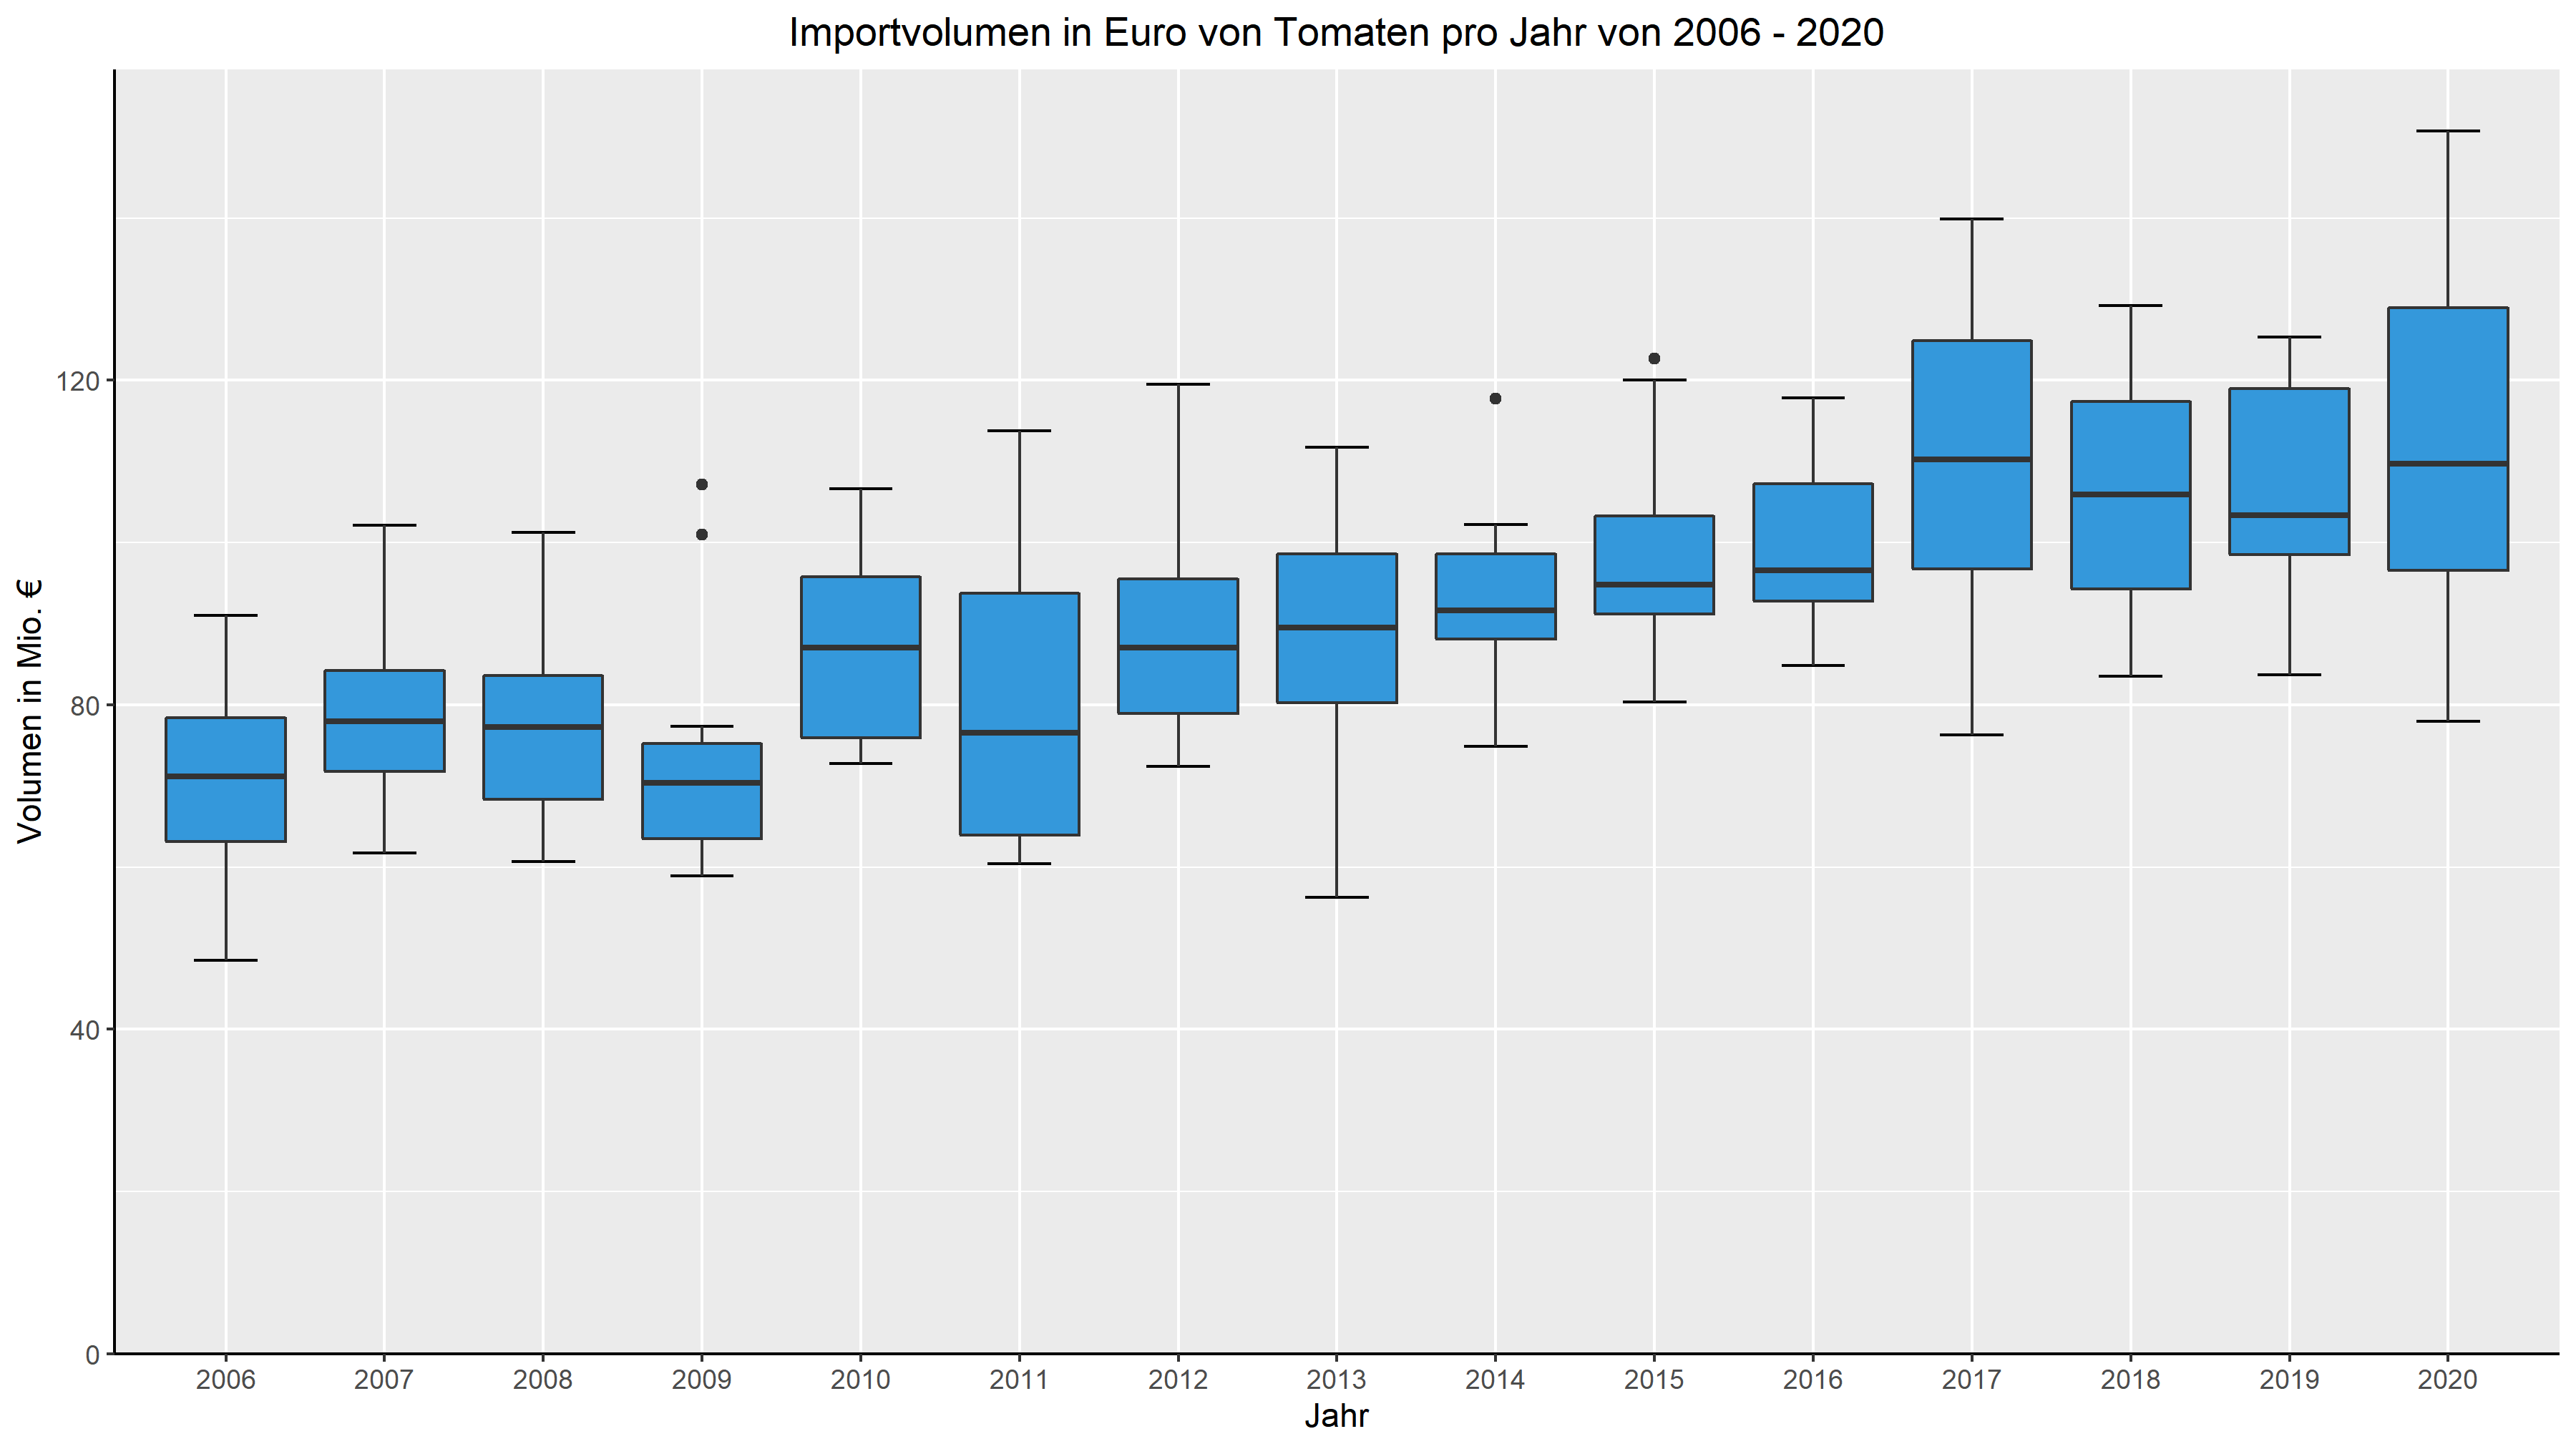 Importvolumen in Euro von Tomaten pro Jahr von 2006 - 2020
Volumen in Mio. €
120
80
40
0
2006 2007 2008 2009 2010 2011 2012 2013 2014 2015 2016 2017 2018 2019 2020
Jahr